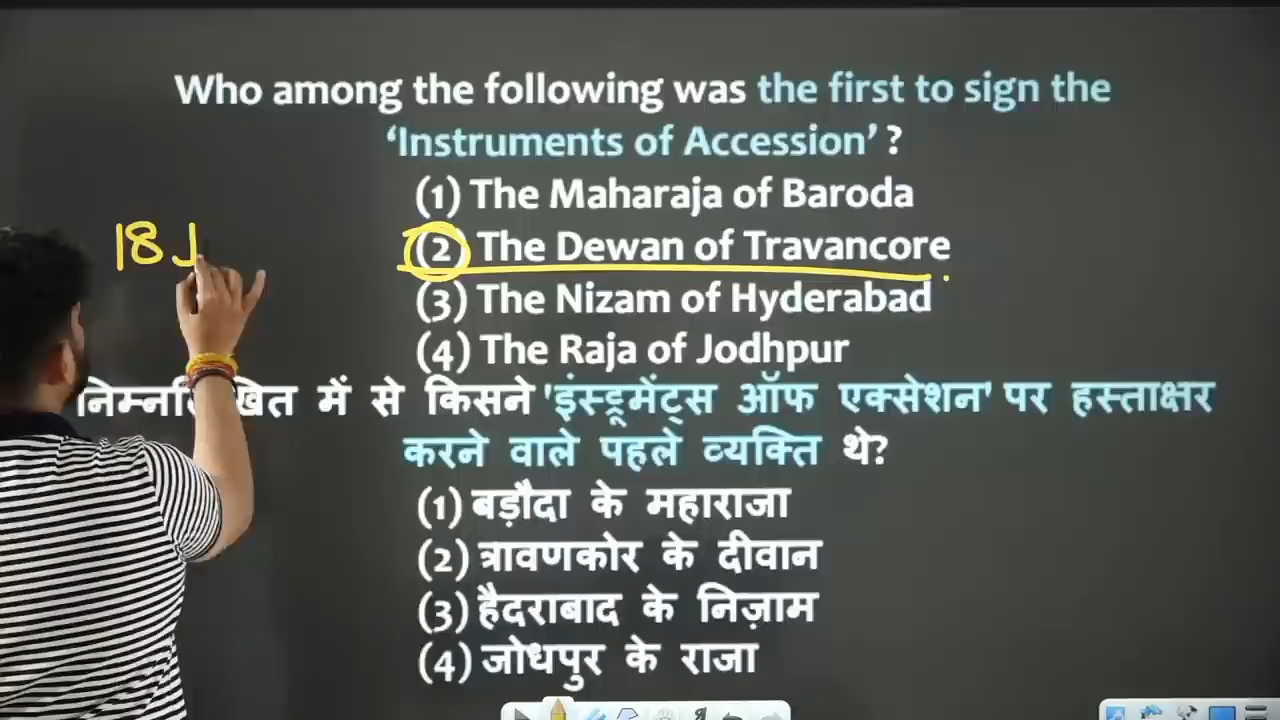 Who among the following was the first to sign the
‘Instruments of Accession’ ?
(1) The Maharaja of Baroda
18 J
(2) The Dewan of Travancore
(3) The Nizam of Hyderabad
(4) The Raja of Jodhpur
में से किसने 'इंस्ट्रूमेंट्स ऑफ एक्सेशन' पर हस्ताक्षर
करने वाले पहले व्यक्ति थे?
(1) बड़ौदा के महाराजा
(2) त्रावणकोर के दीवान
(3) हैदराबाद के निज़ाम
(4) जोधपुर के राजा